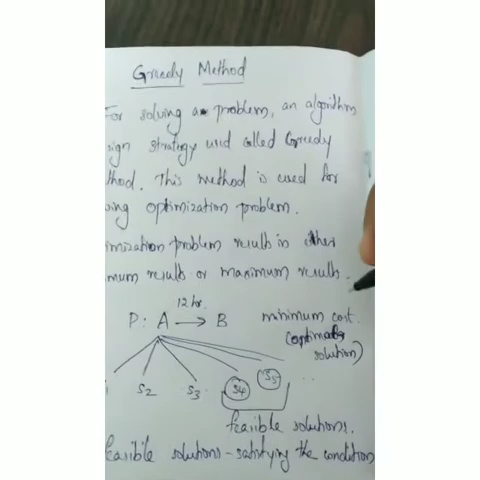 Greedy Method
For solving a problem, an algorithm
sign strategy used called Greedy
thod. This method is used for
ving optimization problem.
imization problem results in either
mum results or maximum results.
12 hr.
P: A → B
minimum cost.
(optimal solution)
S2 S3 S4 S5
feasible solutions.
feasible solutions - satisfying the condition